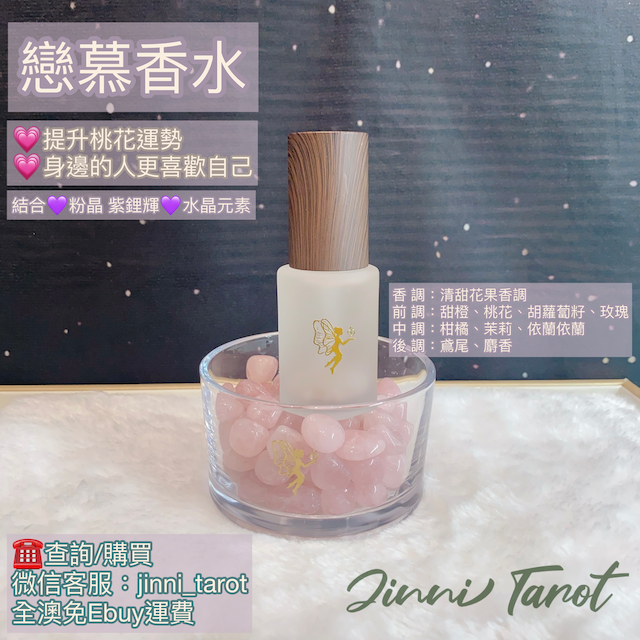 Jinni Tarot
戀慕香水
💗提升桃花運勢
💗身邊的人更喜歡自己
結合💜粉晶 紫鋰輝💜水晶元素
香 調：清甜花果香調
前 調：甜橙、桃花、胡蘿蔔籽、玫瑰
中 調：柑橘、茉莉、依蘭依蘭
後 調：鳶尾、麝香
☎️查詢/購買
微信客服：jinni_tarot
全澳免Ebuy運費
Jinni Tarot